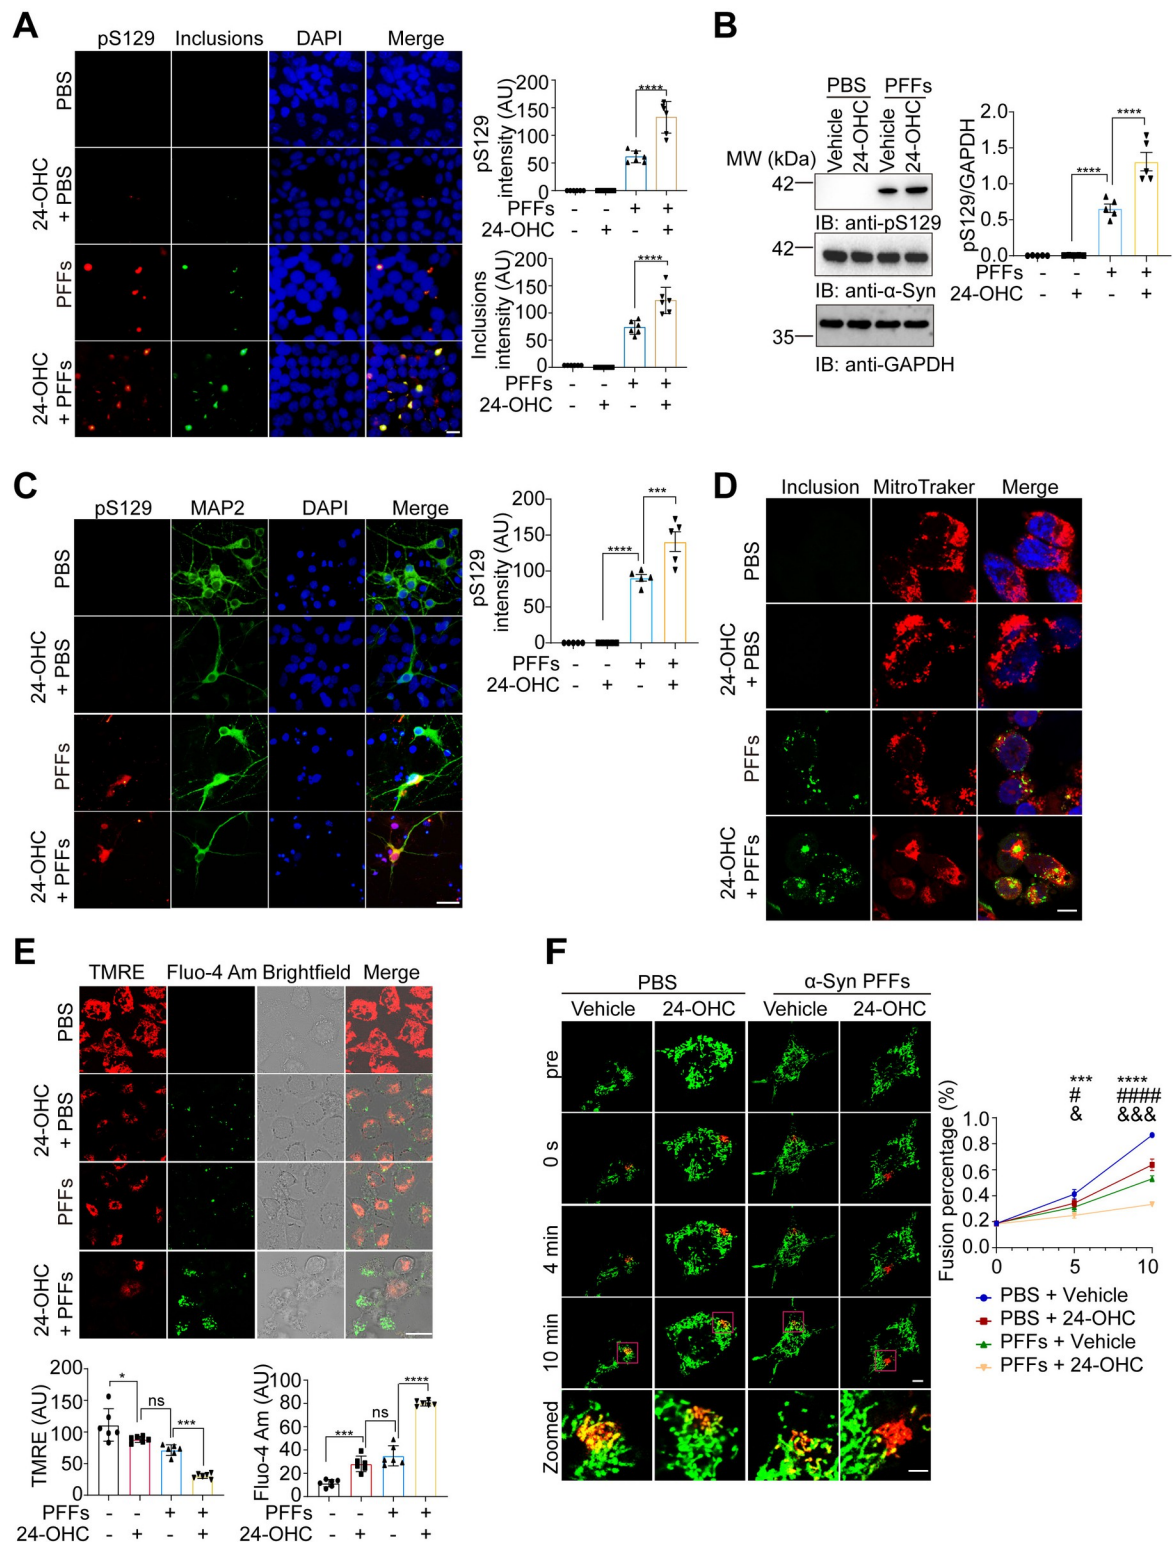 A
pS129 Inclusions DAPI Merge
PBS
24-OHC
+ PBS
PFFs
24-OHC
+ PFFs
pS129
intensity (AU)
200
150
100
50
0
****
PFFs - - + +
24-OHC - + - +
Inclusions
intensity (AU)
200
150
100
50
0
****
PFFs - - + +
24-OHC - + - +
B
PBS PFFs
Vehicle
24-OHC
Vehicle
24-OHC
MW (kDa)
42
IB: anti-pS129
42
IB: anti-α-Syn
35
IB: anti-GAPDH
pS129/GAPDH
2.0
1.5
1.0
0.5
0.0
**** ****
PFFs - - + +
24-OHC - + - +
C
pS129 MAP2 DAPI Merge
PBS
24-OHC
+ PBS
PFFs
24-OHC
+ PFFs
pS129
intensity (AU)
200
150
100
50
0
**** ***
PFFs - - + +
24-OHC - + - +
D
Inclusion MitroTraker Merge
PBS
24-OHC
+ PBS
PFFs
24-OHC
+ PFFs
E
TMRE Fluo-4 Am Brightfield Merge
PBS
24-OHC
+ PBS
PFFs
24-OHC
+ PFFs
TMRE (AU)
200
150
100
50
0
* ns ***
PFFs - - + +
24-OHC - + - +
Fluo-4 Am (AU)
100
80
60
40
20
0
*** ns ****
PFFs - - + +
24-OHC - + - +
F
PBS α-Syn PFFs
Vehicle 24-OHC Vehicle 24-OHC
pre
0 s
4 min
10 min
Zoomed
Fusion percentage (%)
*** ****
# ####
& &&&
1.0
0.8
0.6
0.4
0.2
0.0
0 5 10
PBS + Vehicle
PBS + 24-OHC
PFFs + Vehicle
PFFs + 24-OHC